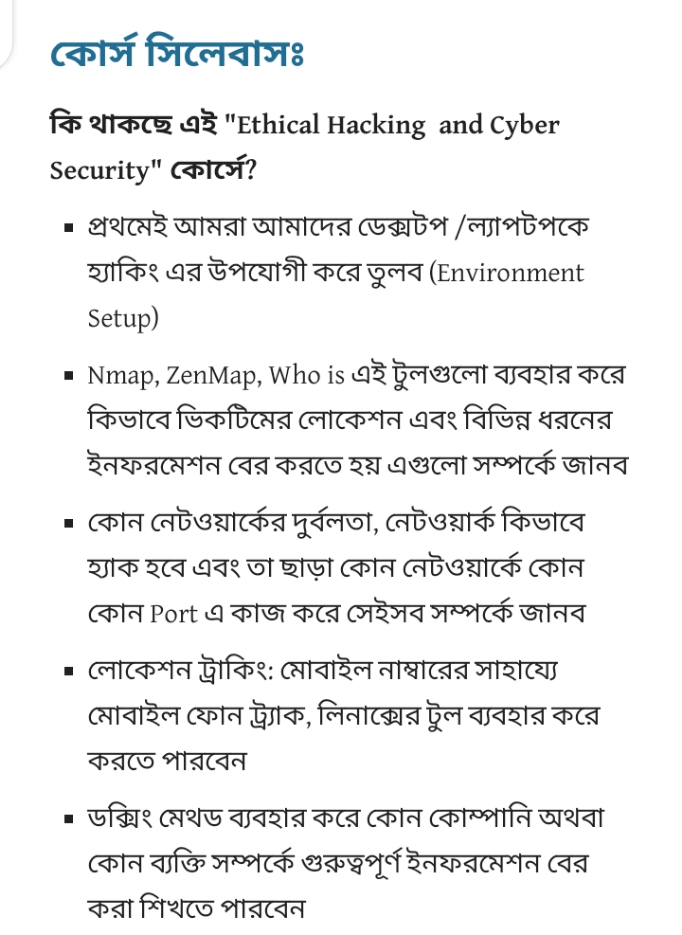 কোর্স সিলেবাসঃ
কি থাকছে এই "Ethical Hacking and Cyber
Security" কোর্সে?
▪ প্রথমেই আমরা আমাদের ডেক্সটপ /ল্যাপটপকে
হ্যাকিং এর উপযোগী করে তুলব (Environment
Setup)
▪ Nmap, ZenMap, Who is এই টুলগুলো ব্যবহার করে
কিভাবে ভিকটিমের লোকেশন এবং বিভিন্ন ধরনের
ইনফরমেশন বের করতে হয় এগুলো সম্পর্কে জানব
▪ কোন নেটওয়ার্কের দুর্বলতা, নেটওয়ার্ক কিভাবে
হ্যাক হবে এবং তা ছাড়া কোন নেটওয়ার্কে কোন
কোন Port এ কাজ করে সেইসব সম্পর্কে জানব
▪ লোকেশন ট্রাকিং: মোবাইল নাম্বারের সাহায্যে
মোবাইল ফোন ট্র্যাক, লিনাক্সের টুল ব্যবহার করে
করতে পারবেন
▪ ডক্সিং মেথড ব্যবহার করে কোন কোম্পানি অথবা
কোন ব্যক্তি সম্পর্কে গুরুত্বপূর্ণ ইনফরমেশন বের
করা শিখতে পারবেন